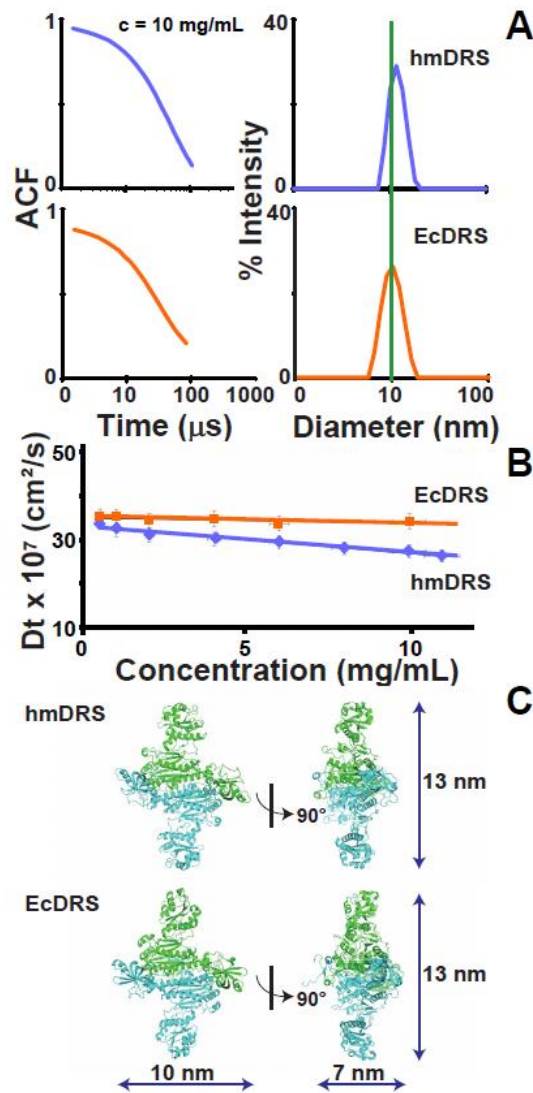 A
ACF
1
c = 10 mg/mL
0
1
0
0 10 100 1000
Time (μs)
% Intensity
40
hmDRS
0
40
EcDRS
0
0 10 100
Diameter (nm)
B
Dt x 10⁷ (cm²/s)
50
30
10
EcDRS
hmDRS
0 5 10
Concentration (mg/mL)
C
hmDRS
90°
13 nm
EcDRS
90°
13 nm
10 nm 7 nm